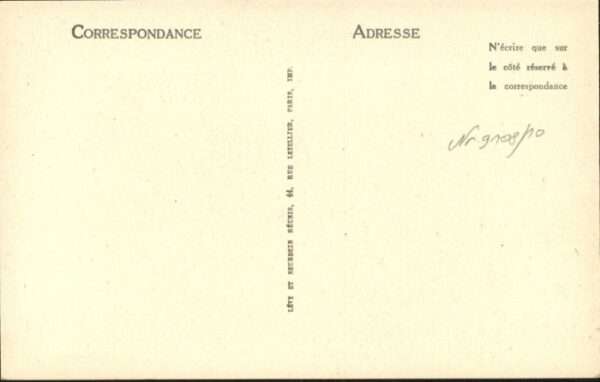 CORRESPONDANCE
ADRESSE
N'écrire que sur
le côté réservé à
la correspondance
LÉVY ET NEURDEIN RÉUNIS, 44, RUE LETELLIER, PARIS, IMP.